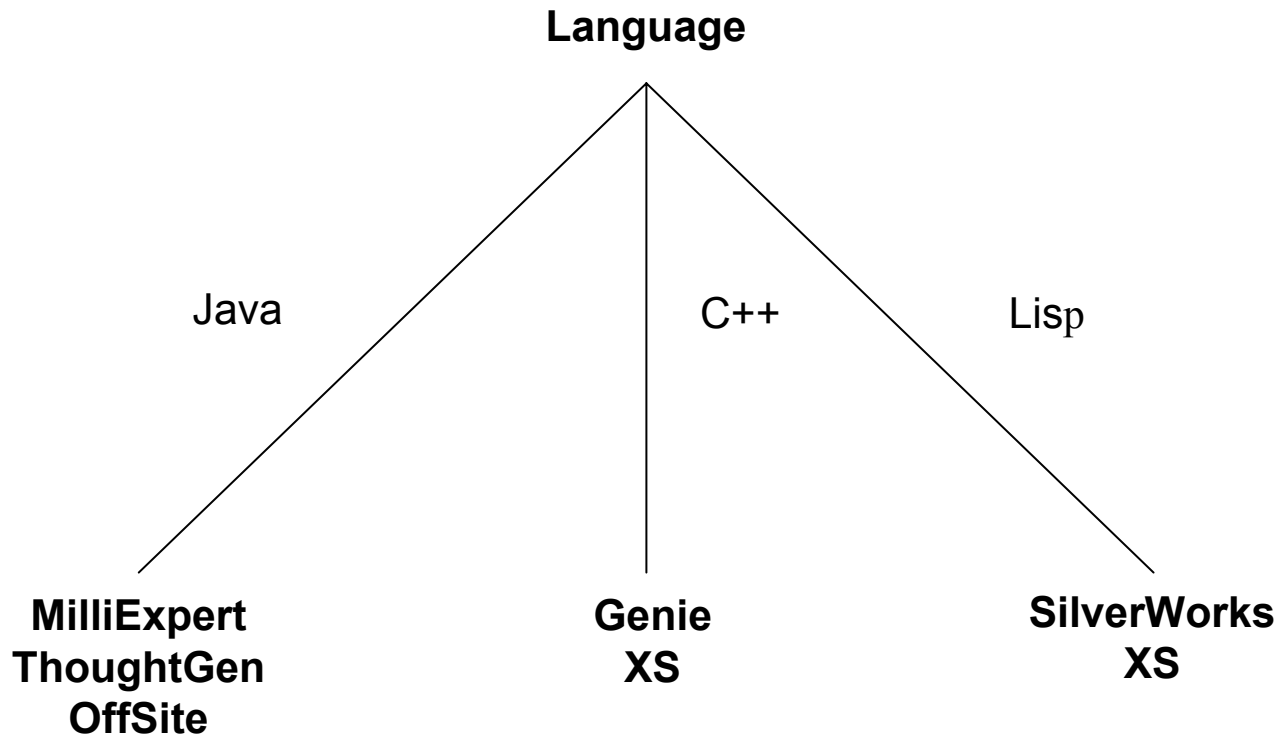 Language
Java
C++
Lisp
MilliExpert
ThoughtGen
OffSite
Genie
XS
SilverWorks
XS